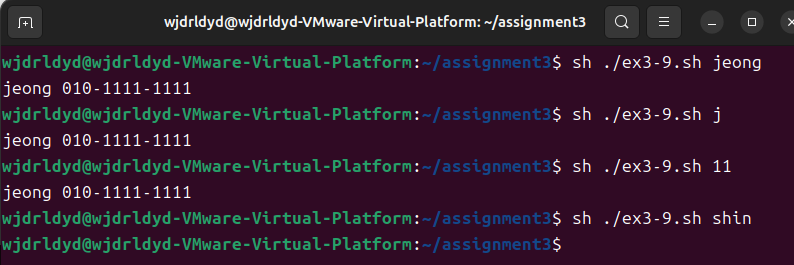 wjdrldyd@wjdrldyd-VMware-Virtual-Platform: ~/assignment3
wjdrldyd@wjdrldyd-VMware-Virtual-Platform:~/assignment3$ sh ./ex3-9.sh jeong
jeong 010-1111-1111
wjdrldyd@wjdrldyd-VMware-Virtual-Platform:~/assignment3$ sh ./ex3-9.sh j
jeong 010-1111-1111
wjdrldyd@wjdrldyd-VMware-Virtual-Platform:~/assignment3$ sh ./ex3-9.sh 11
jeong 010-1111-1111
wjdrldyd@wjdrldyd-VMware-Virtual-Platform:~/assignment3$ sh ./ex3-9.sh shin
wjdrldyd@wjdrldyd-VMware-Virtual-Platform:~/assignment3$